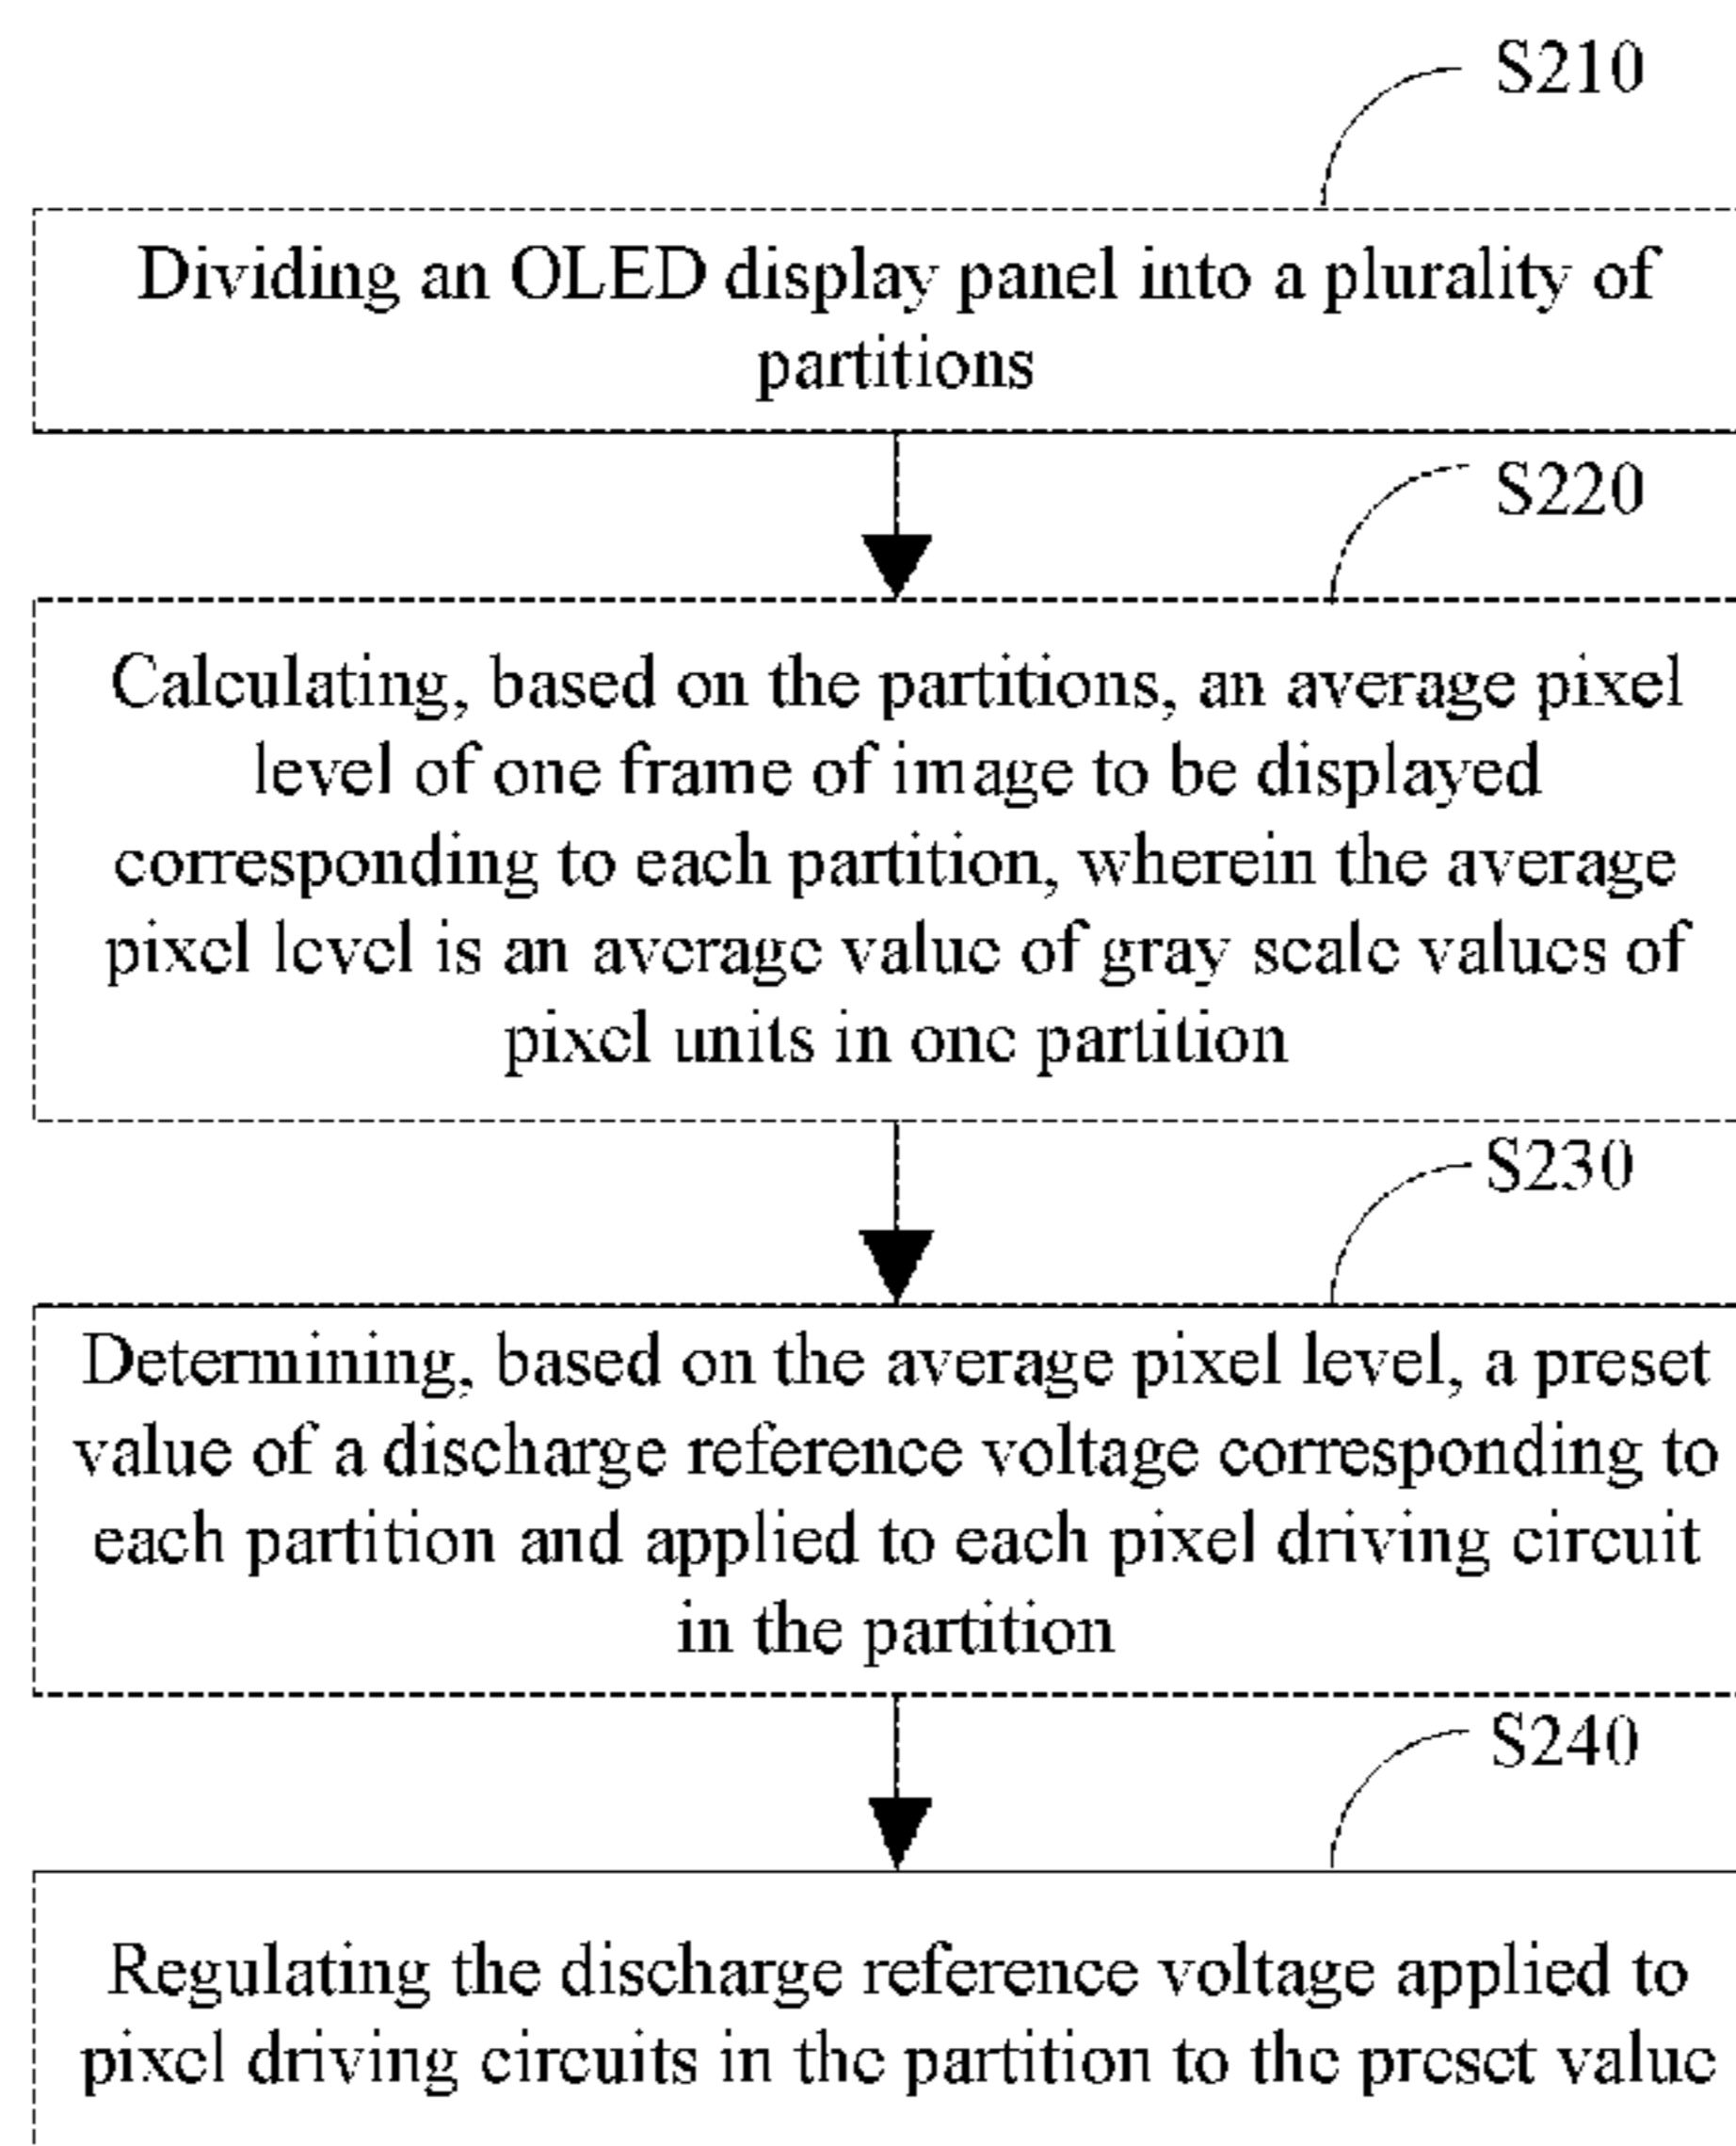 S210
Dividing an OLED display panel into a plurality of
partitions
S220
Calculating, based on the partitions, an average pixel
level of one frame of image to be displayed
corresponding to each partition, wherein the average
pixel level is an average value of gray scale values of
pixel units in one partition
S230
Determining, based on the average pixel level, a preset
value of a discharge reference voltage corresponding to
each partition and applied to each pixel driving circuit
in the partition
S240
Regulating the discharge reference voltage applied to
pixel driving circuits in the partition to the preset value